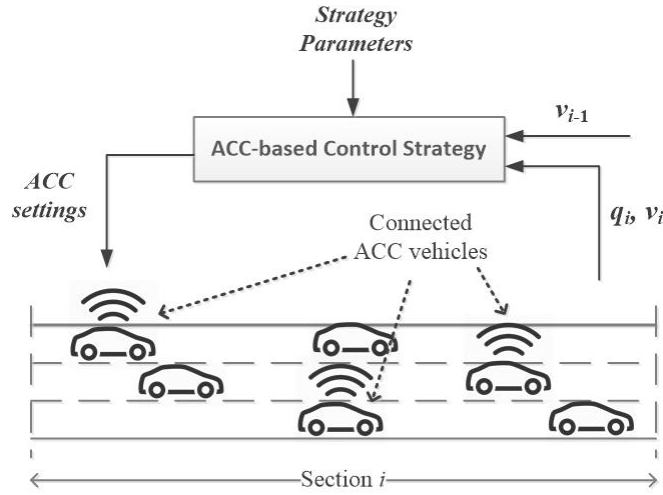 Strategy
Parameters
v_{i-1}
ACC-based Control Strategy
ACC
settings
q_i, v_i
Connected
ACC vehicles
Section i